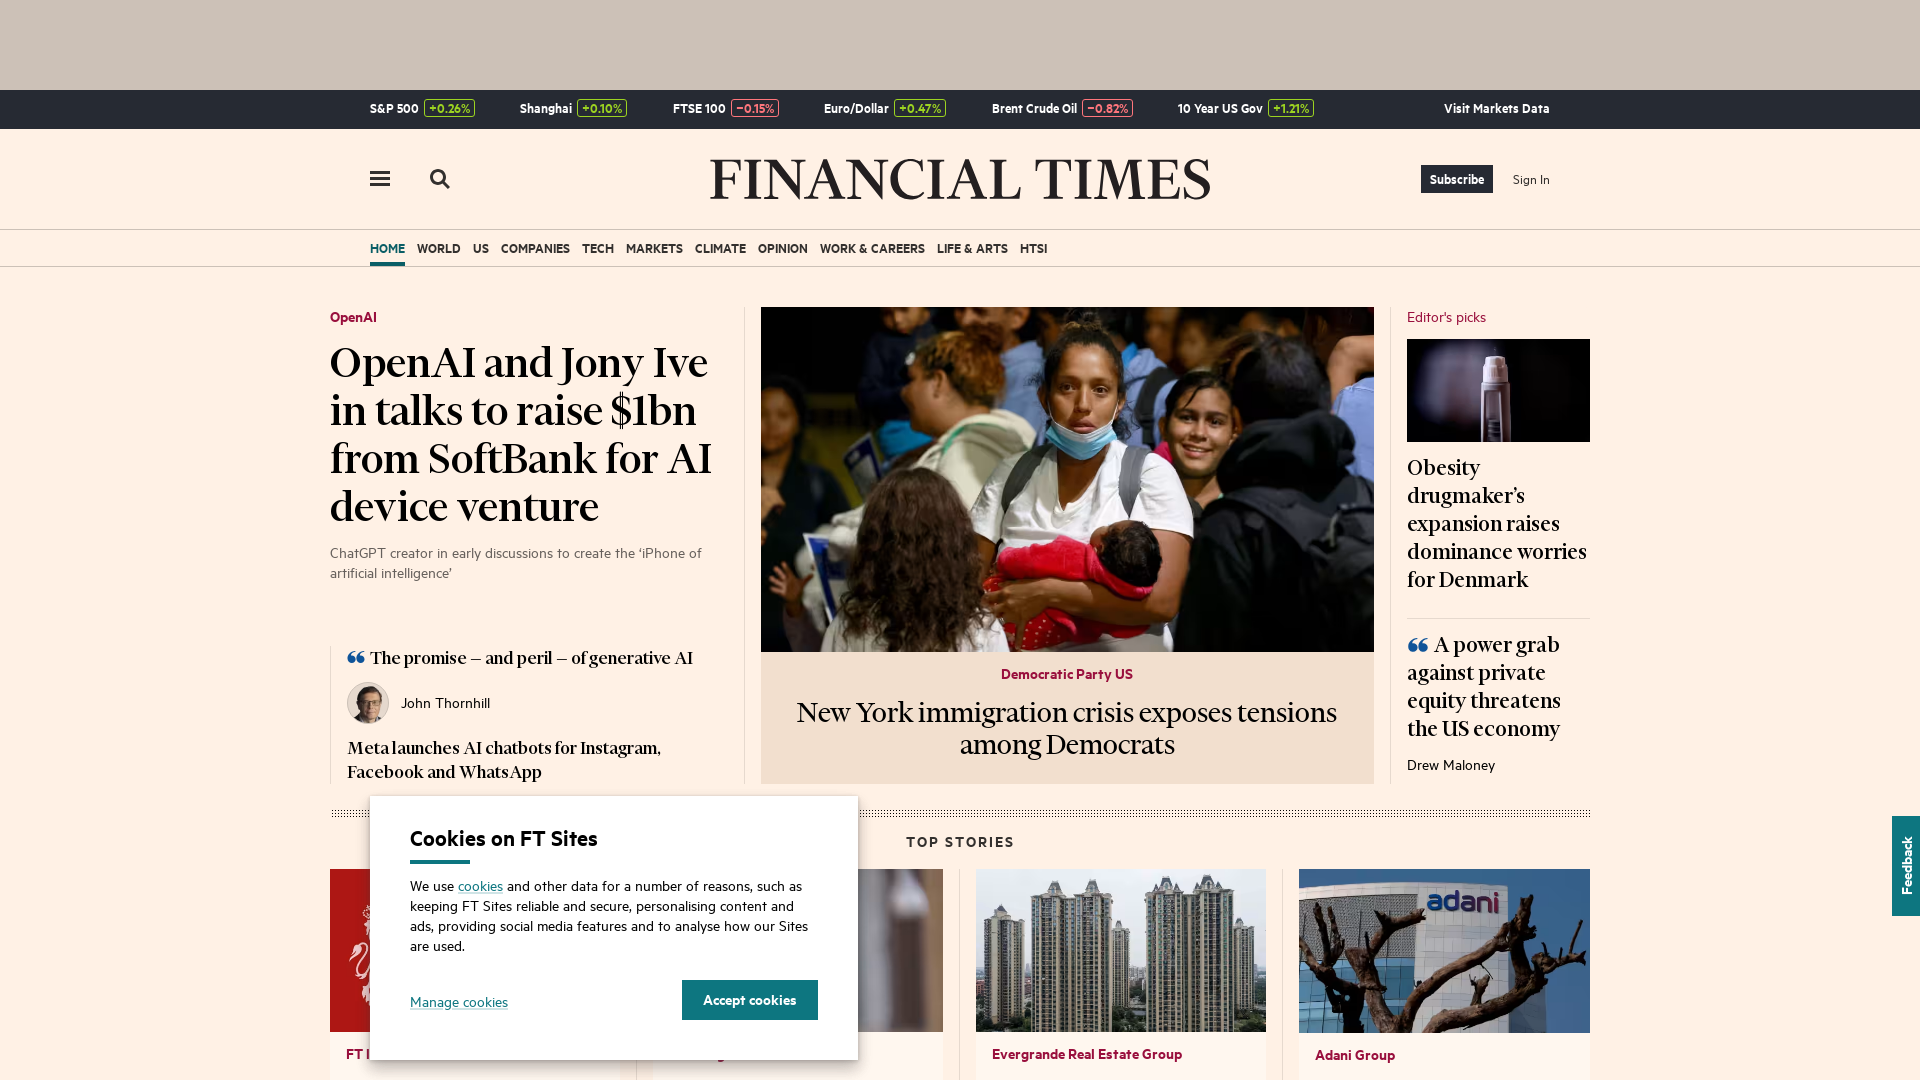 S&P 500 +0.26% Shanghai +0.10% FTSE 100 −0.15% Euro/Dollar +0.47% Brent Crude Oil −0.82% 10 Year US Gov +1.21% Visit Markets Data
FINANCIAL TIMES
Subscribe Sign In
HOME WORLD US COMPANIES TECH MARKETS CLIMATE OPINION WORK & CAREERS LIFE & ARTS HTSI
OpenAI
OpenAI and Jony Ive
in talks to raise $1bn
from SoftBank for AI
device venture
ChatGPT creator in early discussions to create the ‘iPhone of
artificial intelligence’
“ The promise – and peril – of generative AI
John Thornhill
Meta launches AI chatbots for Instagram,
Facebook and WhatsApp
Democratic Party US
New York immigration crisis exposes tensions
among Democrats
Editor's picks
Obesity
drugmaker’s
expansion raises
dominance worries
for Denmark
“ A power grab
against private
equity threatens
the US economy
Drew Maloney
TOP STORIES
adani
FT
Evergrande Real Estate Group
Adani Group
Cookies on FT Sites
We use cookies and other data for a number of reasons, such as
keeping FT Sites reliable and secure, personalising content and
ads, providing social media features and to analyse how our Sites
are used.
Manage cookies
Accept cookies
Feedback